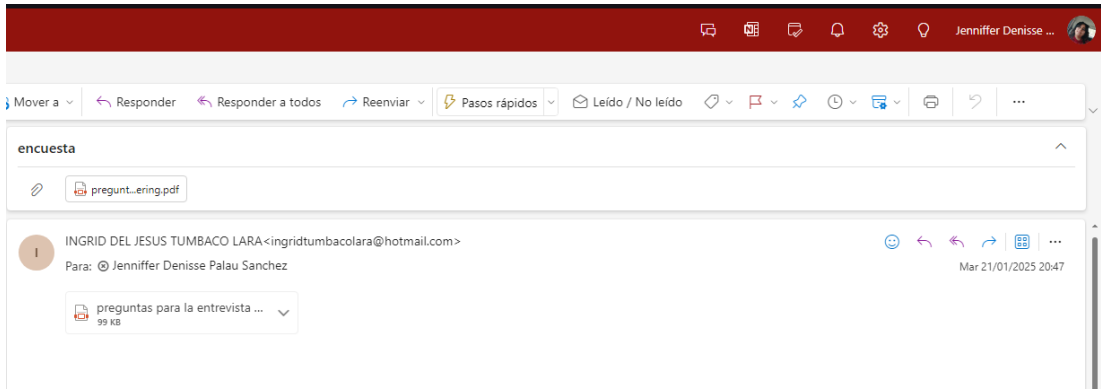 Jenniffer Denisse ...
Mover a
Responder
Responder a todos
Reenviar
Pasos rápidos
Leído / No leído
...
encuesta
pregunt...ering.pdf
I
INGRID DEL JESUS TUMBACO LARA<ingridtumbacolara@hotmail.com>
Para: Jenniffer Denisse Palau Sanchez
Mar 21/01/2025 20:47
preguntas para la entrevista ...
99 KB